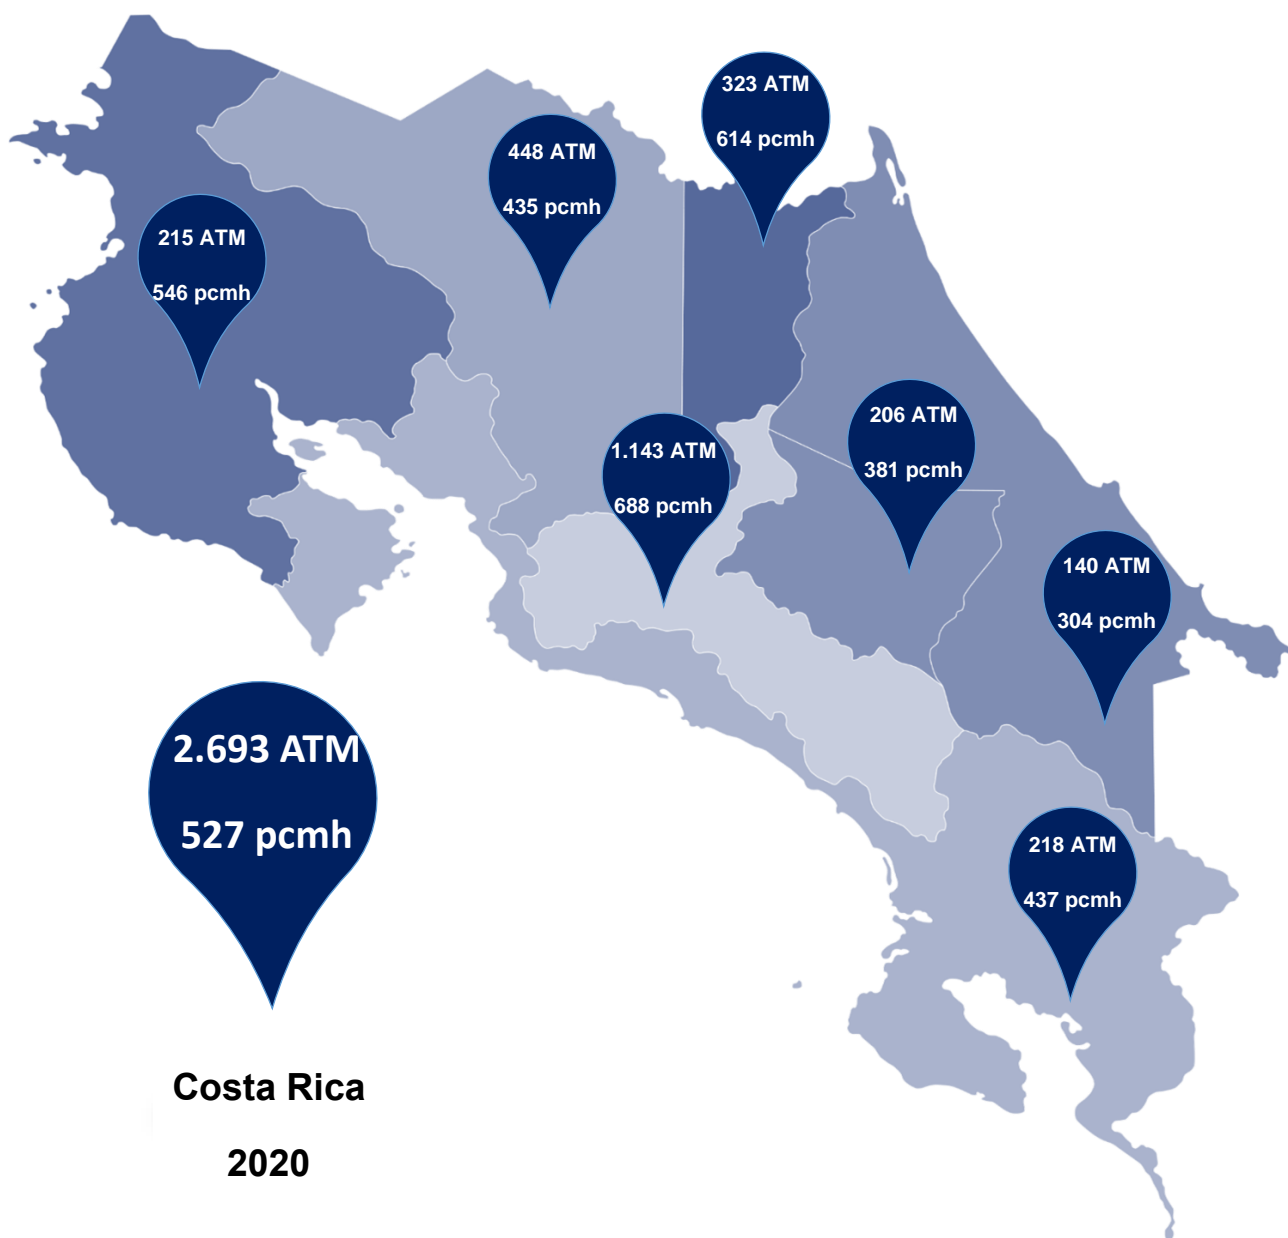 323 ATM
614 pcmh
448 ATM
435 pcmh
215 ATM
546 pcmh
206 ATM
381 pcmh
1.143 ATM
688 pcmh
140 ATM
304 pcmh
2.693 ATM
527 pcmh
218 ATM
437 pcmh
Costa Rica
2020